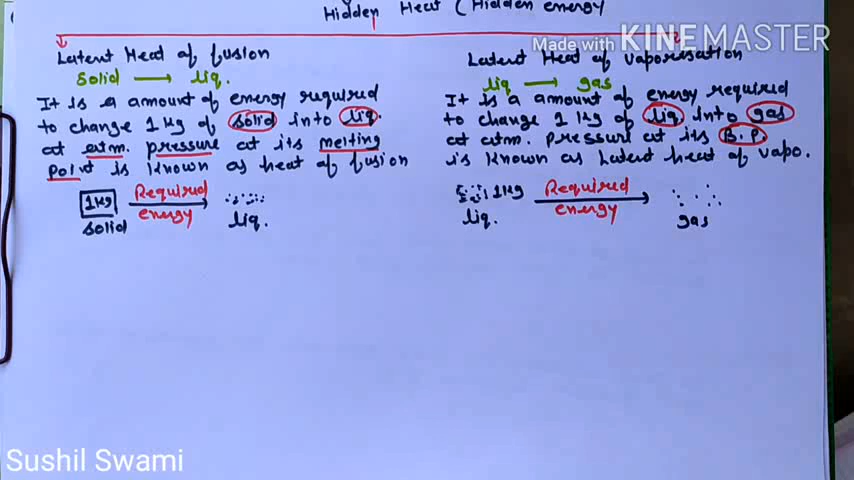 Hidden Heat (Hidden energy
Made with KINEMASTER
Latent Heat of fusion
Solid → liq.
It is a amount of energy required
to change 1 Kg of solid into liq.
at atm. pressure at its melting
point is known as heat of fusion
1Kg
Required
energy
solid
liq.
Latent Heat of vaporisation
liq → gas
It is a amount of energy required
to change 1 Kg of liq into gas
at atm. pressure at its B.P.
is known as latent heat of vapo.
1Kg
Required
energy
liq.
gas
Sushil Swami